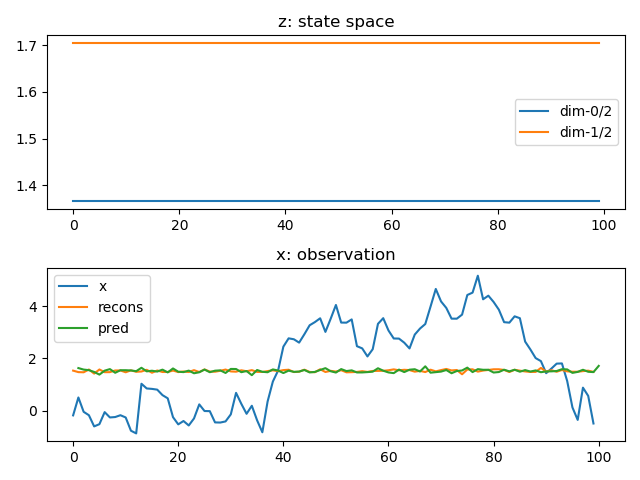 z: state space
1.7
1.6
1.5
1.4
dim-0/2
dim-1/2
0 20 40 60 80 100
x: observation
4
2
0
x
recons
pred
0 20 40 60 80 100